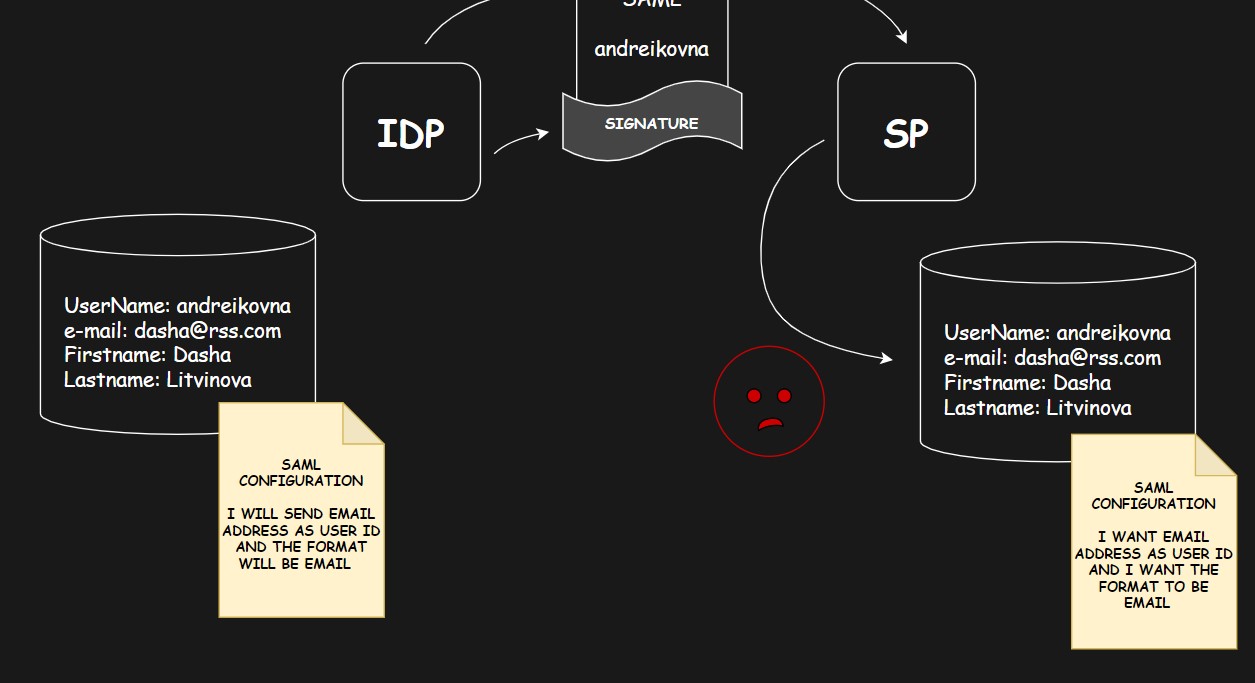 SAML
andreikovna
IDP
SIGNATURE
SP
UserName: andreikovna
e-mail: dasha@rss.com
Firstname: Dasha
Lastname: Litvinova
UserName: andreikovna
e-mail: dasha@rss.com
Firstname: Dasha
Lastname: Litvinova
SAML
CONFIGURATION
I WILL SEND EMAIL
ADDRESS AS USER ID
AND THE FORMAT
WILL BE EMAIL
SAML
CONFIGURATION
I WANT EMAIL
ADDRESS AS USER ID
AND I WANT THE
FORMAT TO BE
EMAIL